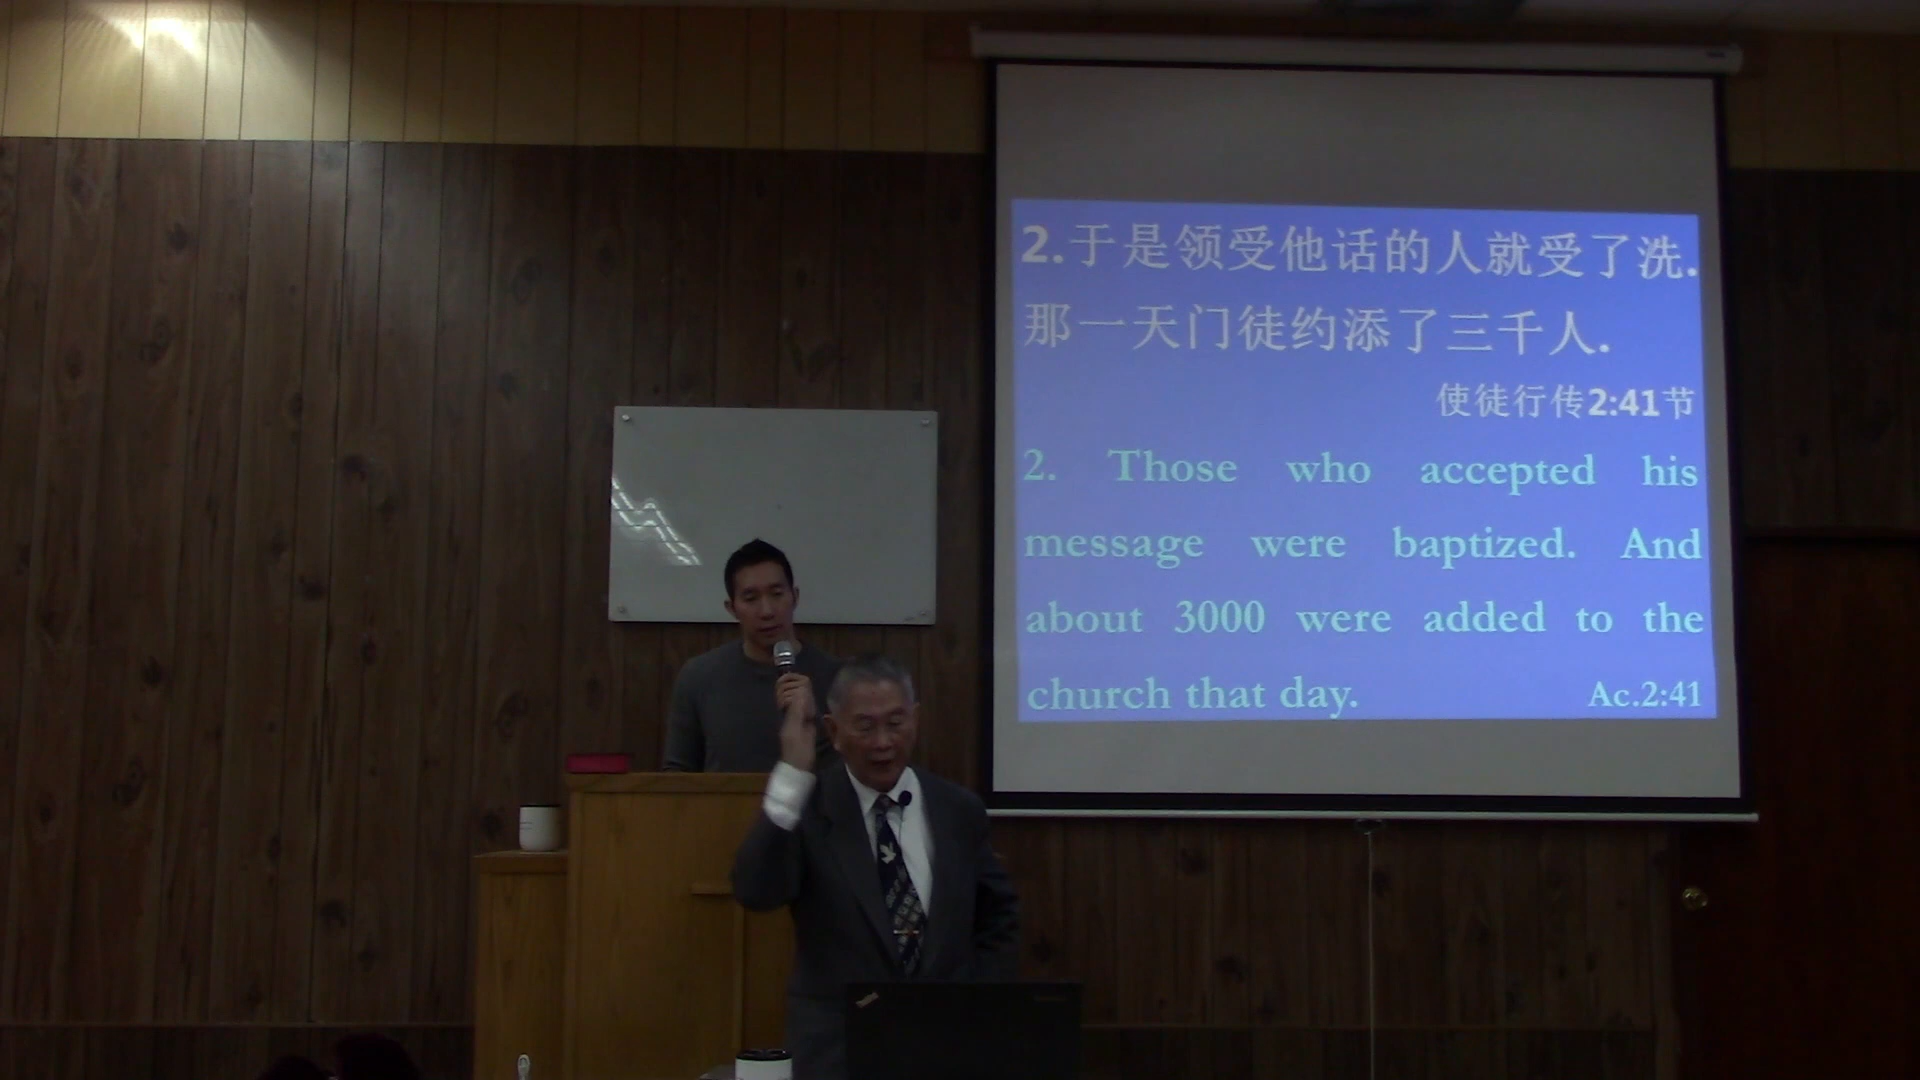 2.于是领受他话的人就受了洗.
那一天门徒约添了三千人.
使徒行传2:41节
2. Those who accepted his
message were baptized. And
about 3000 were added to the
church that day. Ac.2:41